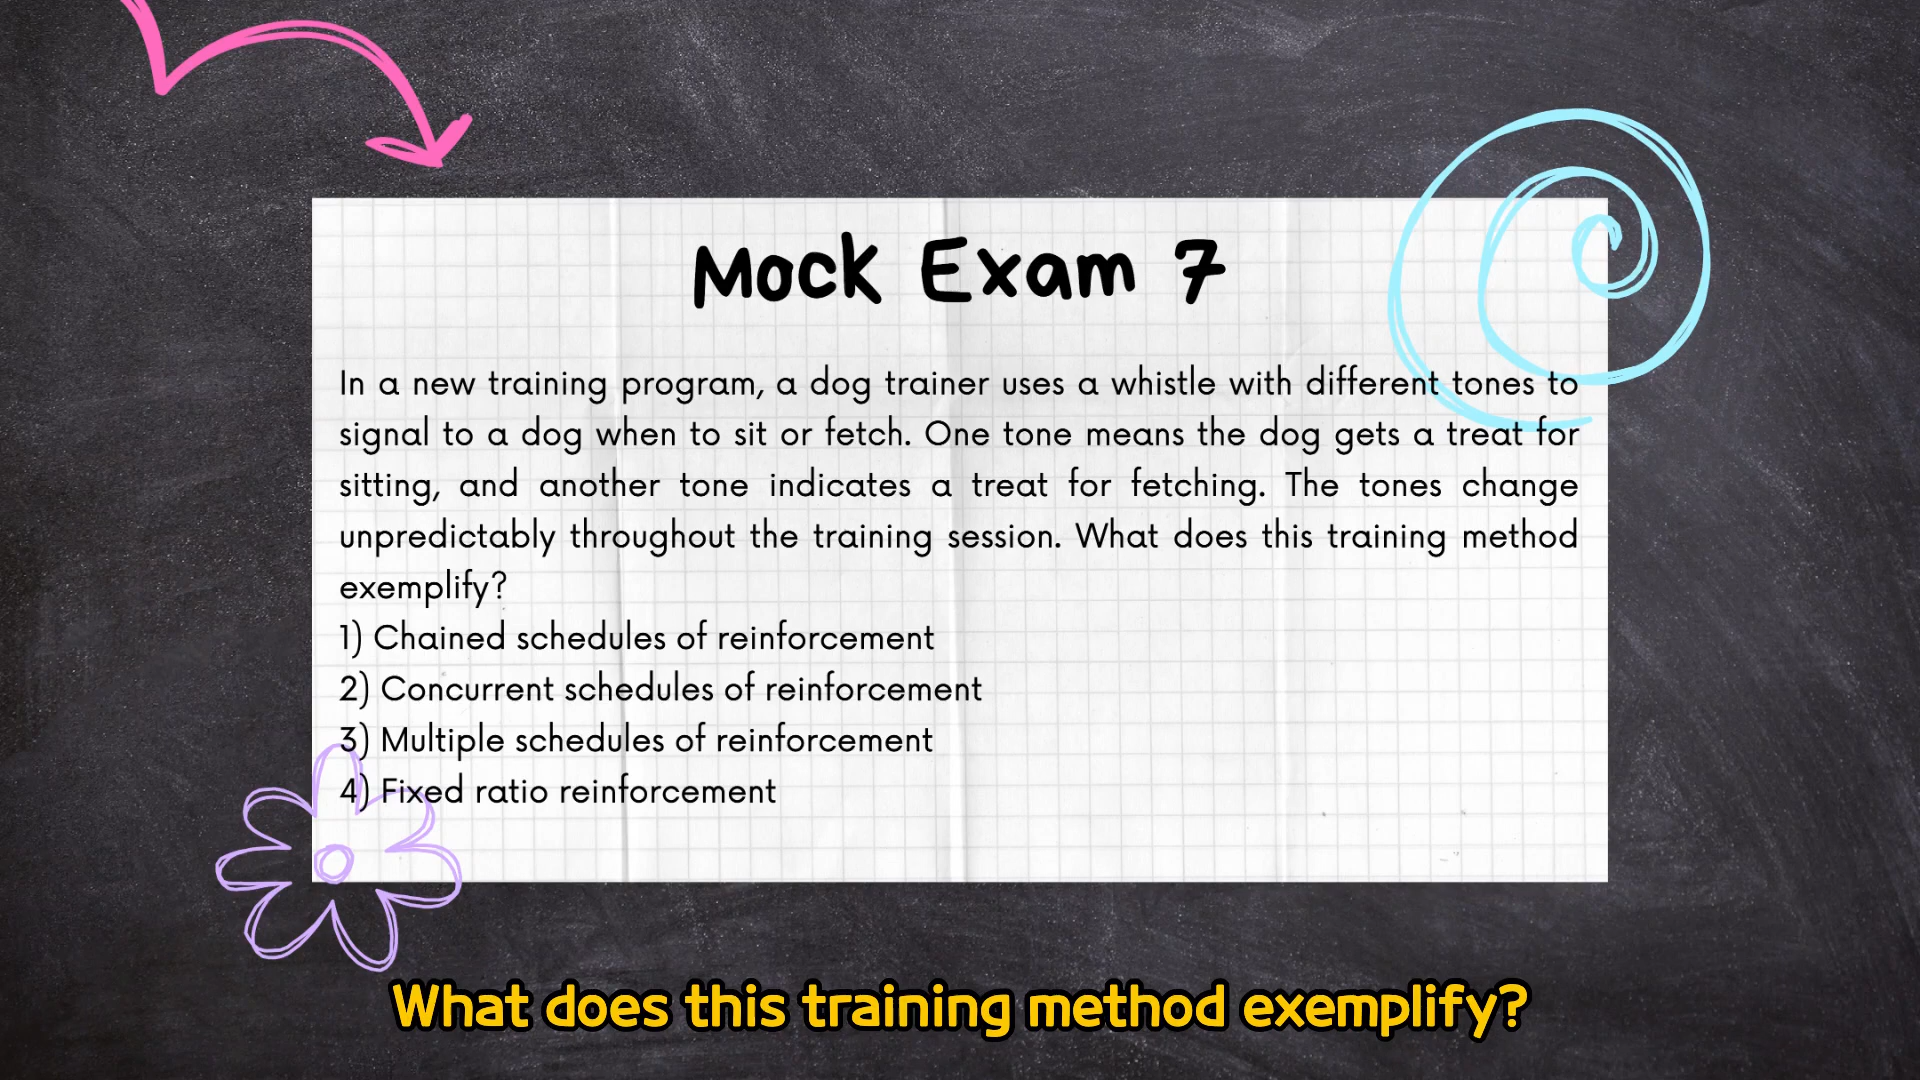 Mock Exam 7
In a new training program, a dog trainer uses a whistle with different tones to
signal to a dog when to sit or fetch. One tone means the dog gets a treat for
sitting, and another tone indicates a treat for fetching. The tones change
unpredictably throughout the training session. What does this training method
exemplify?
1) Chained schedules of reinforcement
2) Concurrent schedules of reinforcement
3) Multiple schedules of reinforcement
4) Fixed ratio reinforcement
What does this training method exemplify?